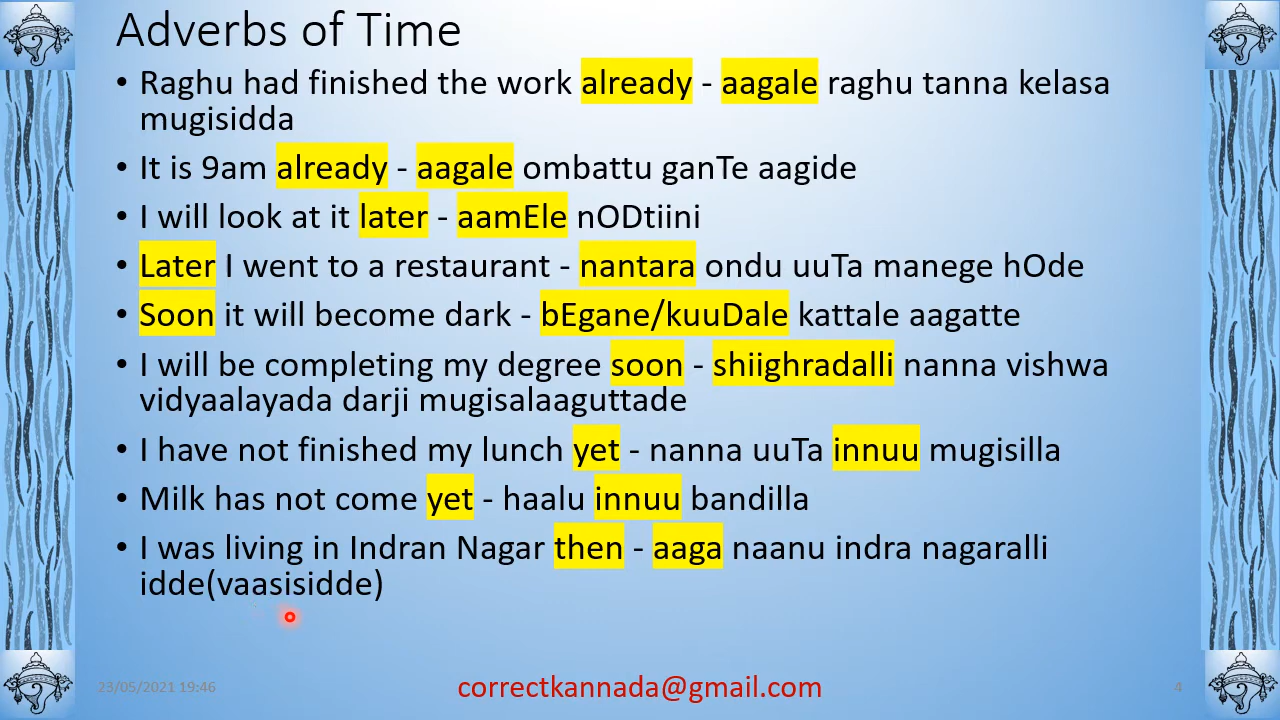 Adverbs of Time
• Raghu had finished the work already - aagale raghu tanna kelasa
mugisidda
• It is 9am already - aagale ombattu ganTe aagide
• I will look at it later - aamEle nODtiini
• Later I went to a restaurant - nantara ondu uuTa manege hOde
• Soon it will become dark - bEgane/kuuDale kattale aagatte
• I will be completing my degree soon - shiighradalli nanna vishwa
vidyaalayada darji mugisalaaguttade
• I have not finished my lunch yet - nanna uuTa innuu mugisilla
• Milk has not come yet - haalu innuu bandilla
• I was living in Indran Nagar then - aaga naanu indra nagaralli
idde(vaasisidde)
23/05/2021 19:46
correctkannada@gmail.com
4